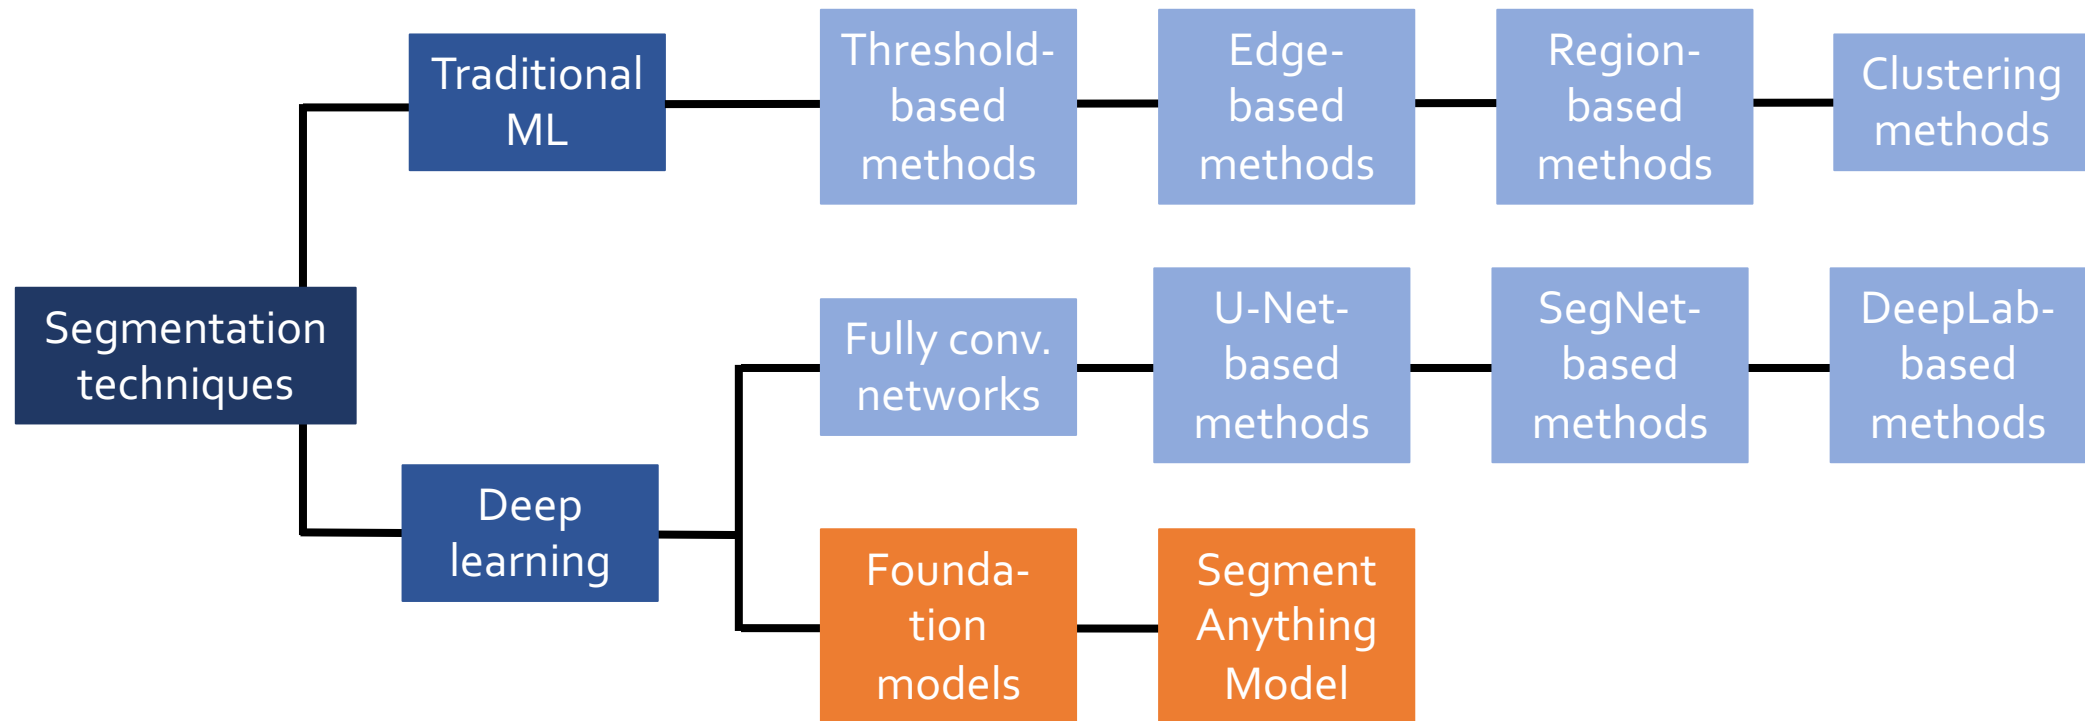 Traditional
ML
Threshold-
based
methods
Edge-
based
methods
Region-
based
methods
Clustering
methods
Segmentation
techniques
Fully conv.
networks
U-Net-
based
methods
SegNet-
based
methods
DeepLab-
based
methods
Deep
learning
Founda-
tion
models
Segment
Anything
Model